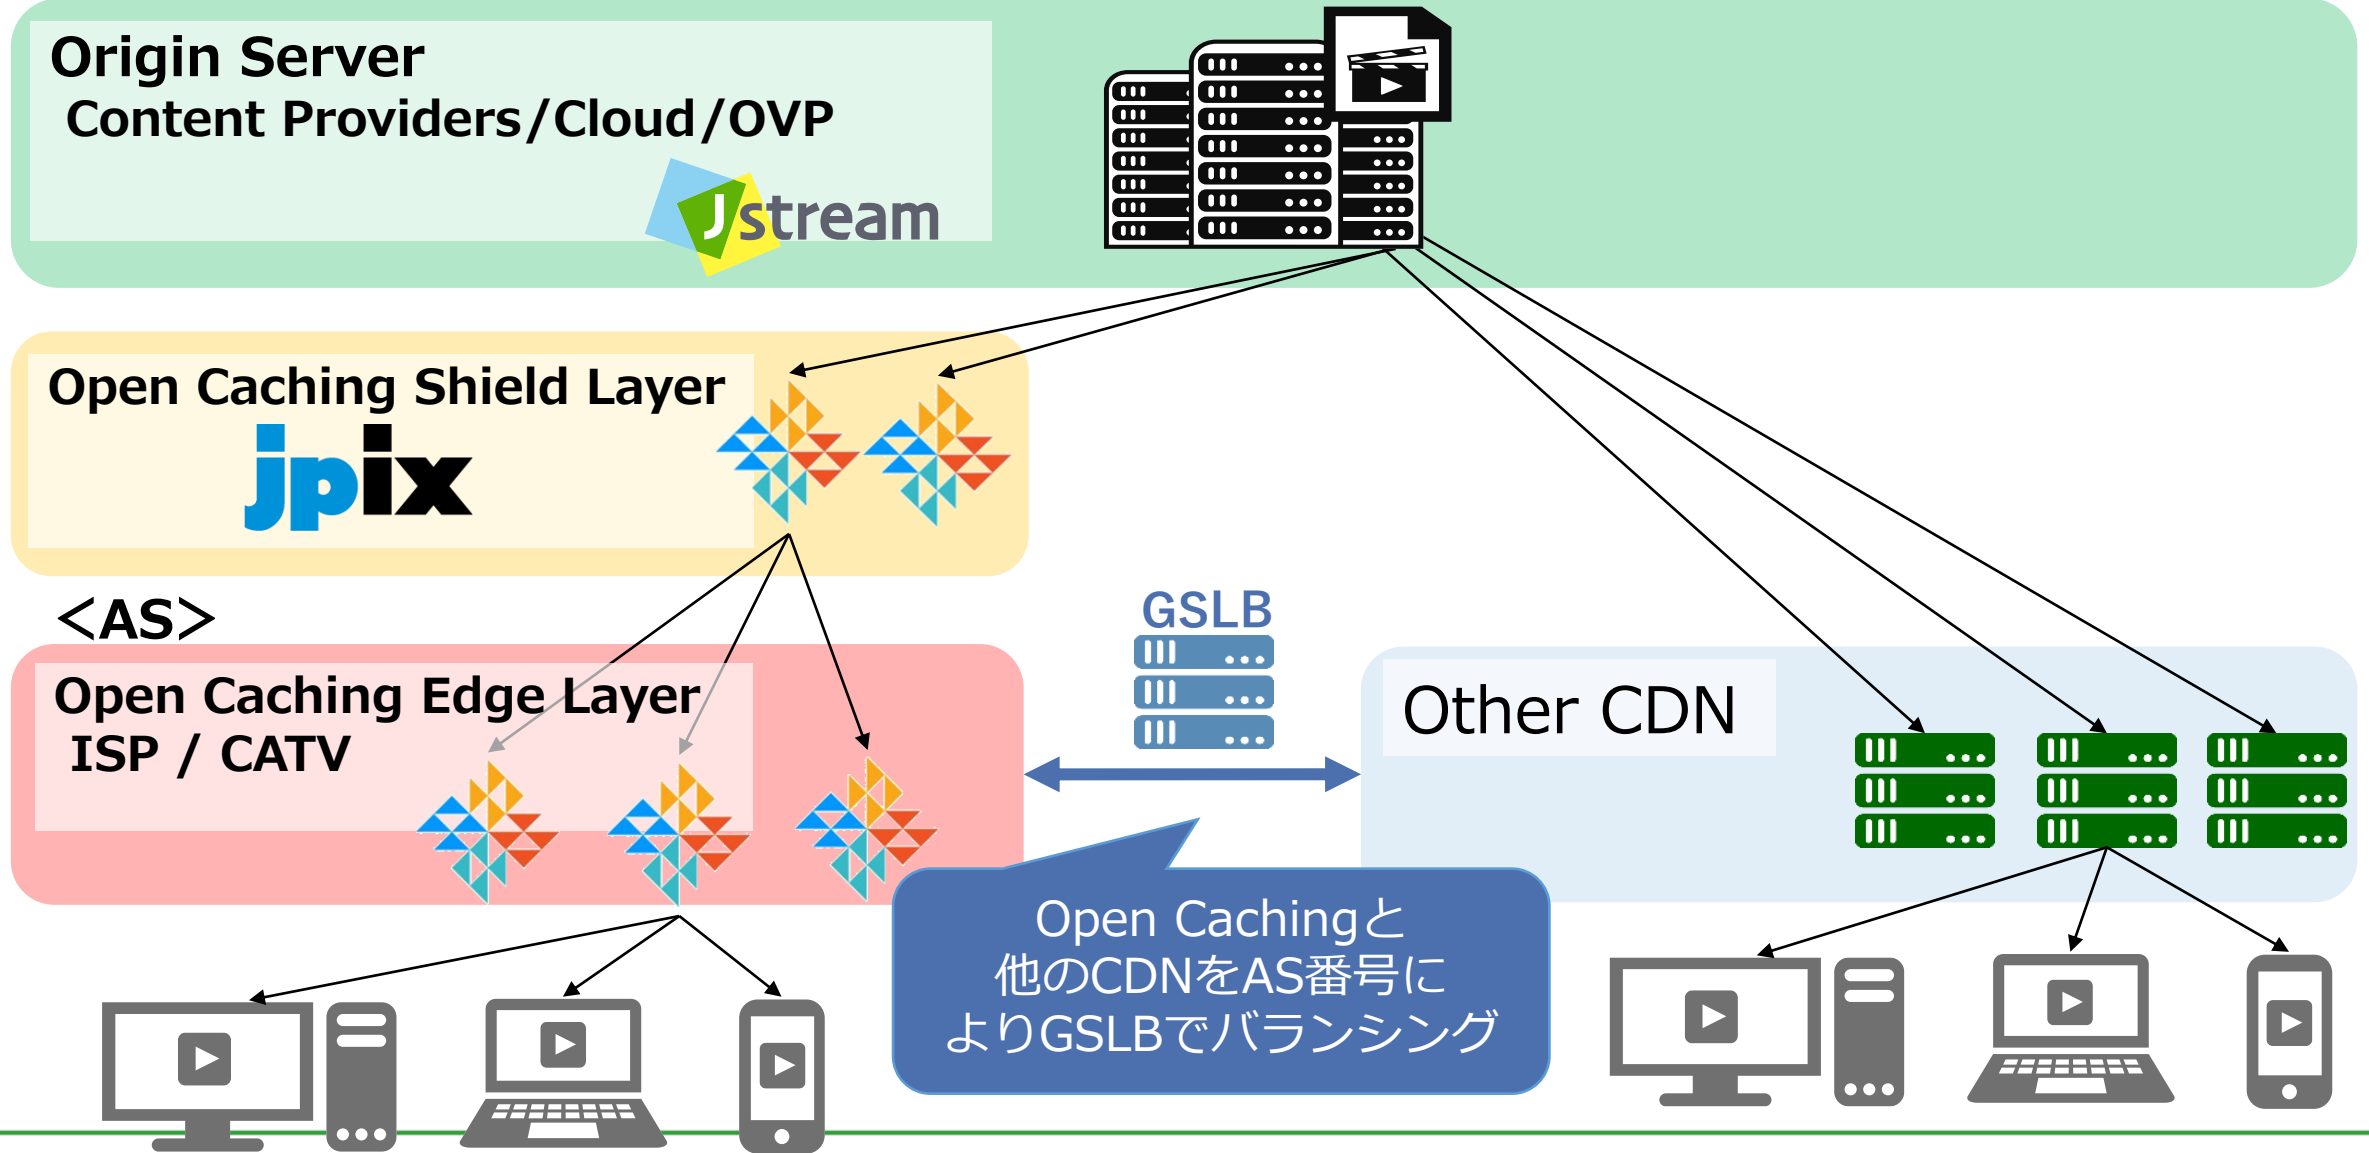 Origin Server
Content Providers/Cloud/OVP
Jstream
Open Caching Shield Layer
jpix
<AS>
GSLB
Open Caching Edge Layer
ISP / CATV
Other CDN
Open Cachingと
他のCDNをAS番号に
よりGSLBでバランシング